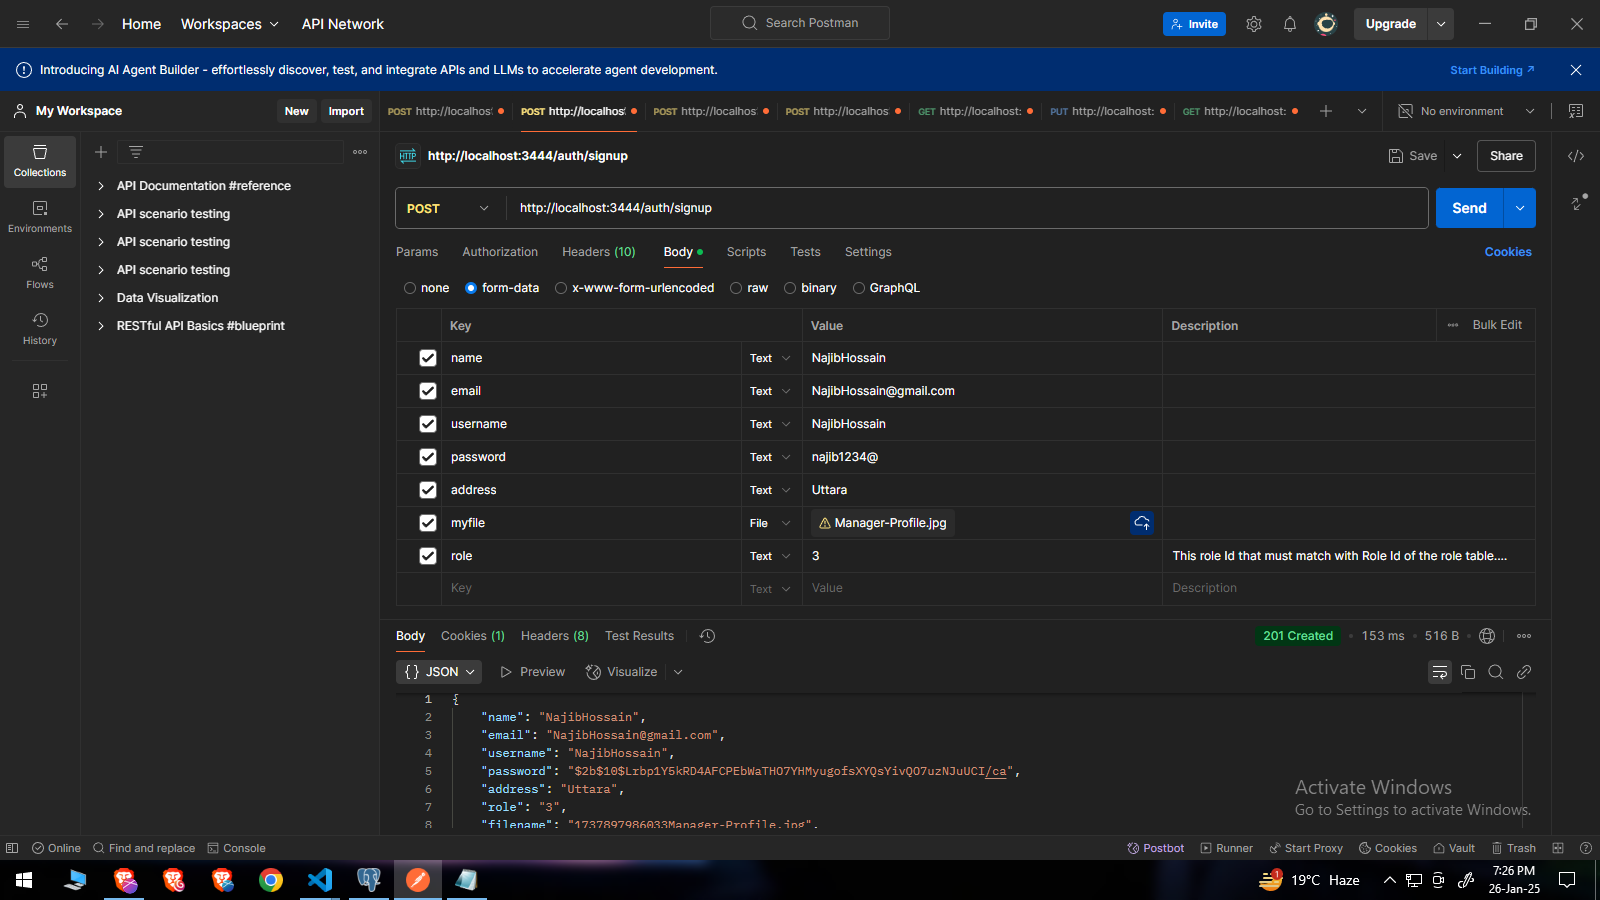 Home Workspaces API Network Search Postman Invite Upgrade
Introducing AI Agent Builder - effortlessly discover, test, and integrate APIs and LLMs to accelerate agent development. Start Building
My Workspace New Import POST http://localhos POST http://localhos POST http://localhos POST http://localhos GET http://localhost: PUT http://localhost: GET http://localhost: No environment
HTTP http://localhost:3444/auth/signup Save Share
Collections
Environments
Flows
History
API Documentation #reference
API scenario testing
API scenario testing
API scenario testing
Data Visualization
RESTful API Basics #blueprint
POST http://localhost:3444/auth/signup Send
Params Authorization Headers (10) Body Scripts Tests Settings Cookies
none form-data x-www-form-urlencoded raw binary GraphQL
Key Value Description Bulk Edit
name Text NajibHossain
email Text NajibHossain@gmail.com
username Text NajibHossain
password Text najib1234@
address Text Uttara
myfile File Manager-Profile.jpg
role Text 3 This role Id that must match with Role Id of the role table....
Key Text Value Description
Body Cookies (1) Headers (8) Test Results 201 Created 153 ms 516 B
{} JSON Preview Visualize
1 {
2 "name": "NajibHossain",
3 "email": "NajibHossain@gmail.com",
4 "username": "NajibHossain",
5 "password": "$2b$10$Lrbp1Y5kRD4AFCPEbWaTHO7YHMyugofsXYQsYivQO7uzNJuUCI/ca",
6 "address": "Uttara",
7 "role": "3",
8 "filename": "1737897986033Manager-Profile.jpg",
Activate Windows
Go to Settings to activate Windows.
Online Find and replace Console Postbot Runner Start Proxy Cookies Vault Trash
1 19°C Haze 7:26 PM
26-Jan-25